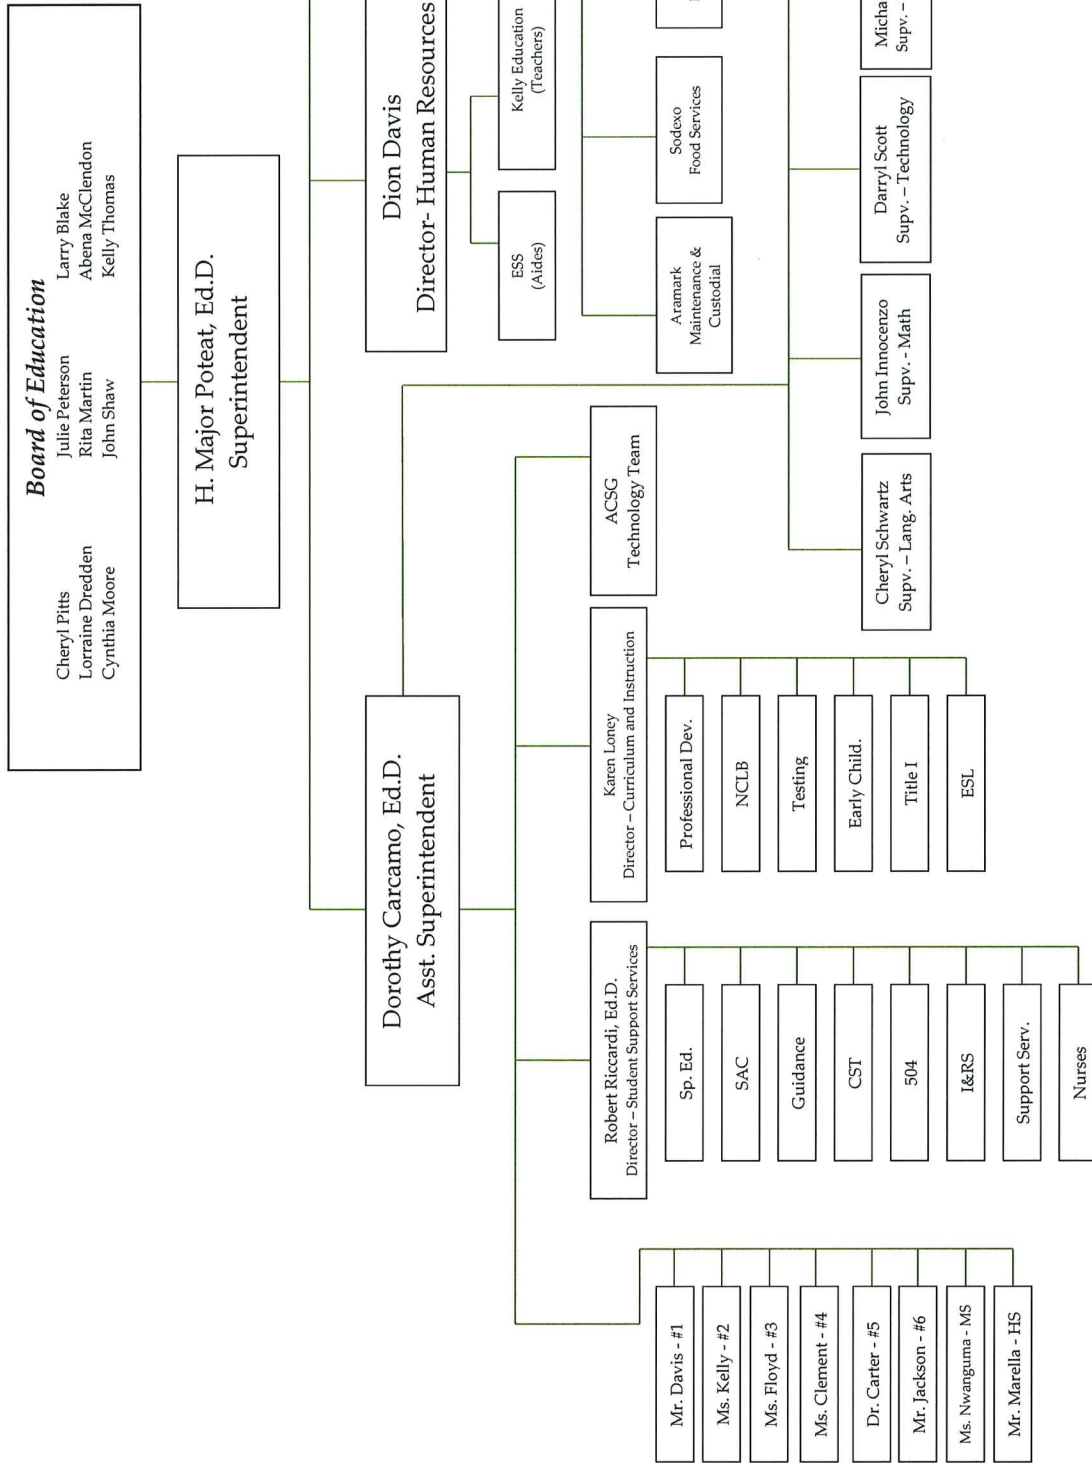 Board of Education
Cheryl Pitts
Lorraine Dredden
Cynthia Moore
Julie Peterson
Rita Martin
John Shaw
Larry Blake
Abena McClendon
Kelly Thomas
H. Major Poteat, Ed.D.
Superintendent
Dorothy Carcamo, Ed.D.
Asst. Superintendent
Dion Davis
Director- Human Resources
ESS
(Aides)
Kelly Education
(Teachers)
Mr. Davis - #1
Ms. Kelly - #2
Ms. Floyd - #3
Ms. Clement - #4
Dr. Carter - #5
Mr. Jackson - #6
Ms. Nwanguma - MS
Mr. Marella - HS
Robert Riccardi, Ed.D.
Director – Student Support Services
Sp. Ed.
SAC
Guidance
CST
504
I&RS
Support Serv.
Nurses
Karen Loney
Director – Curriculum and Instruction
Professional Dev.
NCLB
Testing
Early Child.
Title I
ESL
ACSG
Technology Team
Aramark
Maintenance &
Custodial
Sodexo
Food Services
Cheryl Schwartz
Supv. – Lang. Arts
John Innocenzo
Supv. - Math
Darryl Scott
Supv. – Technology
Micha
Supv. –